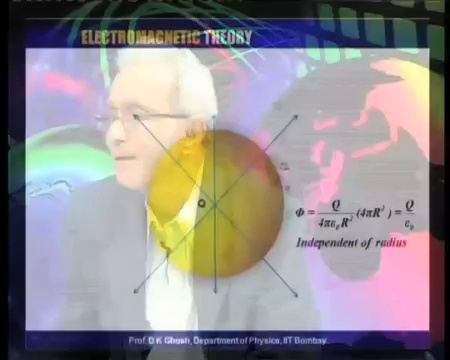 ELECTROMAGNETIC THEORY
Q
Φ = Q / 4πε₀R² (4πR²) = Q / ε₀
Independent of radius
Prof. D K Ghosh, Department of Physics, IIT Bombay